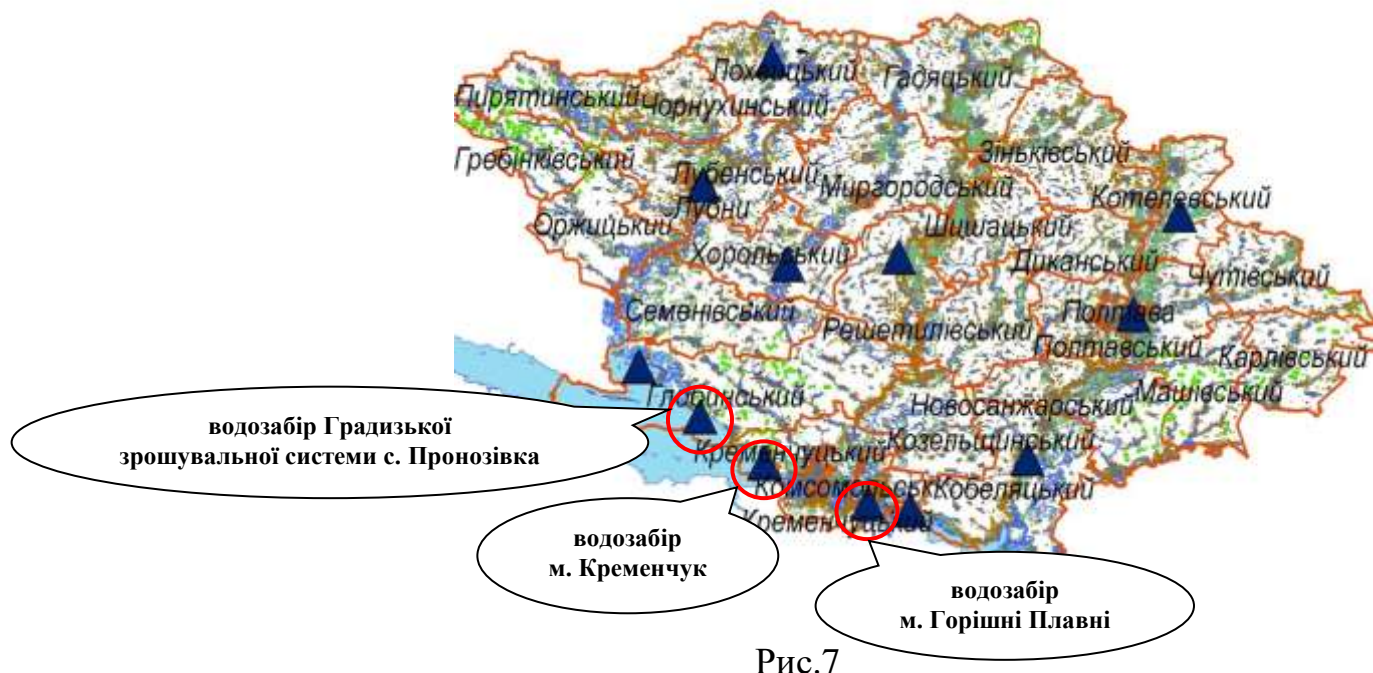 Лохвицький
Гадяцький
Пирятинський
Чорнухинський
Гребінківський
Зіньківський
Лубенський
Миргородський
Котелевський
Лубни
Оржицький
Шишацький
Хорольський
Диканський
Чутівський
Семенівський
Полтава
Решетилівський
Полтавський
Карлівський
Машівський
Глобинський
Новосанжарський
водозабір Градизької
зрошувальної системи с. Пронозівка
Козельщинський
Кременчуцький
Комсомольськ
Кобеляцький
Кременчуцький
водозабір
м. Кременчук
водозабір
м. Горішні Плавні
Рис.7